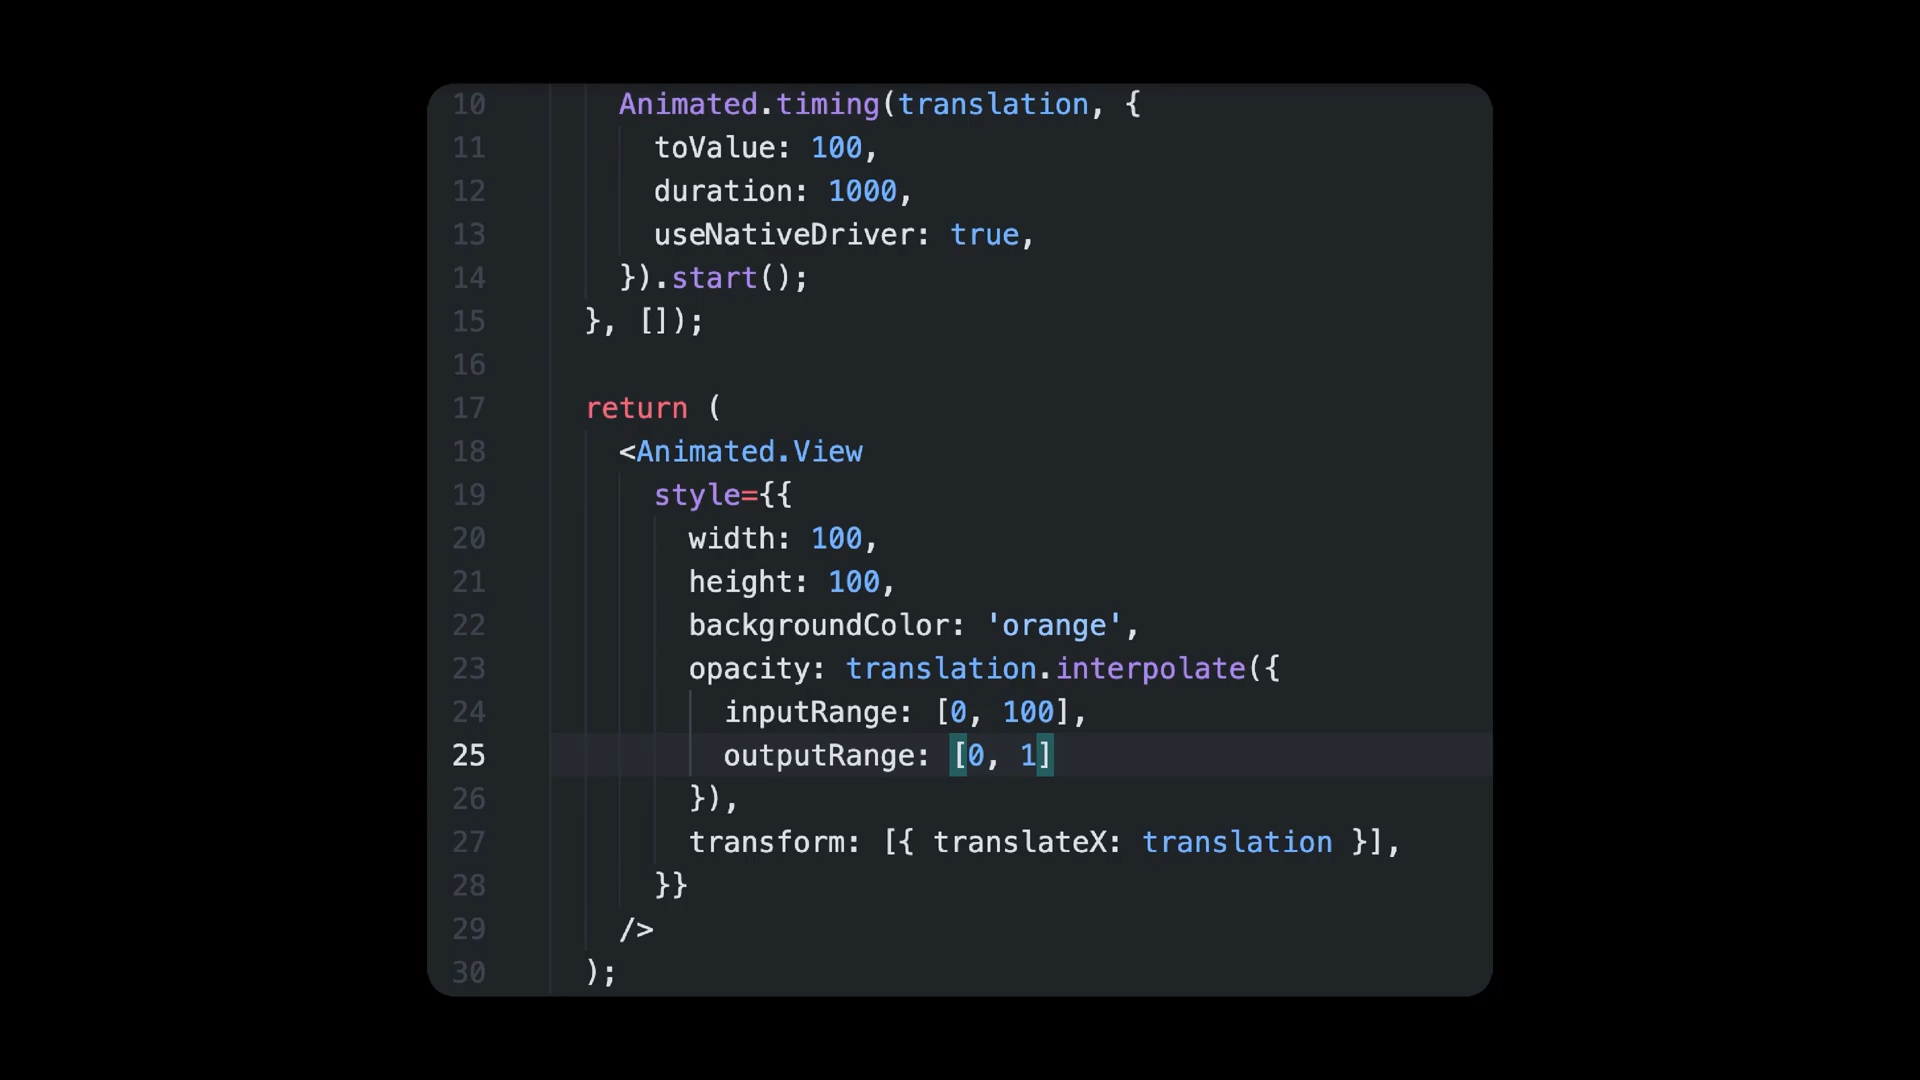 10 Animated.timing(translation, {
11 toValue: 100,
12 duration: 1000,
13 useNativeDriver: true,
14 }).start();
15 }, []);
16
17 return (
18 <Animated.View
19 style={{
20 width: 100,
21 height: 100,
22 backgroundColor: 'orange',
23 opacity: translation.interpolate({
24 inputRange: [0, 100],
25 outputRange: [0, 1]
26 }),
27 transform: [{ translateX: translation }],
28 }}
29 />
30 );